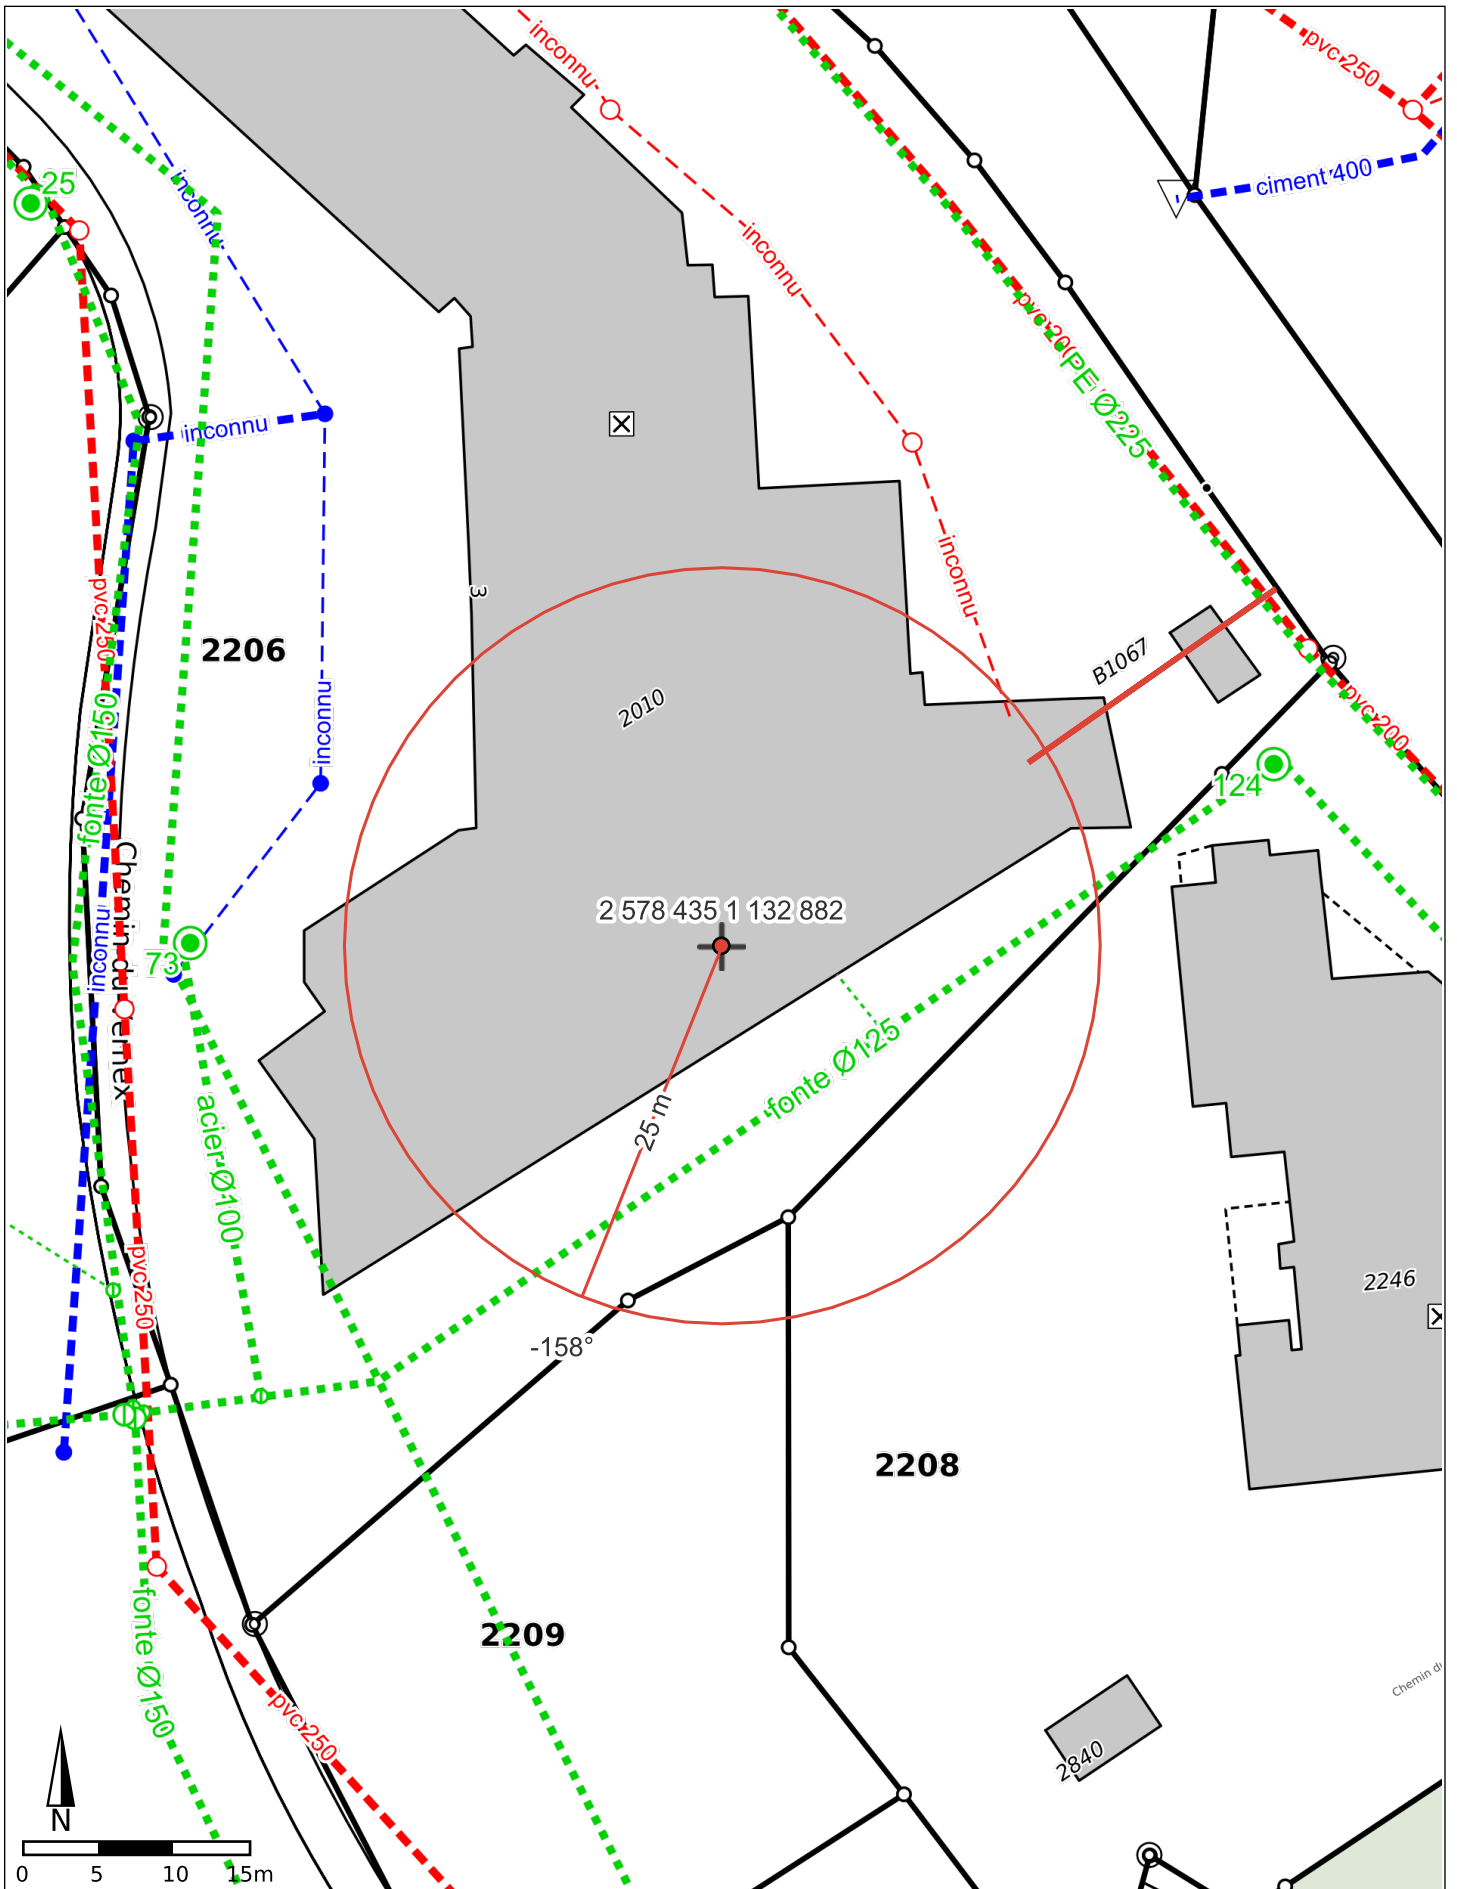 inconnu
pvc 250
25
ciment 400
inconnu
inconnu
pvc 200
PE Ø225
inconnu
inconnu
3
pvc 250
2206
B1067
2010
inconnu
fonte Ø150
pvc 200
124
Chemin du Vernex
2 578 435 1 132 882
inconnu
73
fonte Ø125
acier Ø100
25 m
pvc 250
2246
-158°
2208
2209
fonte Ø150
pvc 250
2840
N
0 5 10 15m